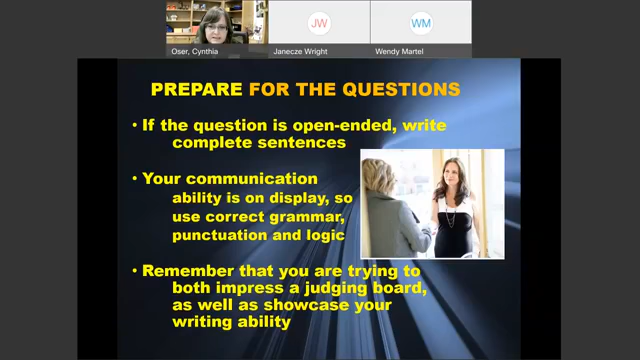 JW
WM
Oser, Cynthia
Janecze Wright
Wendy Martel
PREPARE FOR THE QUESTIONS
• If the question is open-ended, write
complete sentences
• Your communication
ability is on display, so
use correct grammar,
punctuation and logic
• Remember that you are trying to
both impress a judging board,
as well as showcase your
writing ability